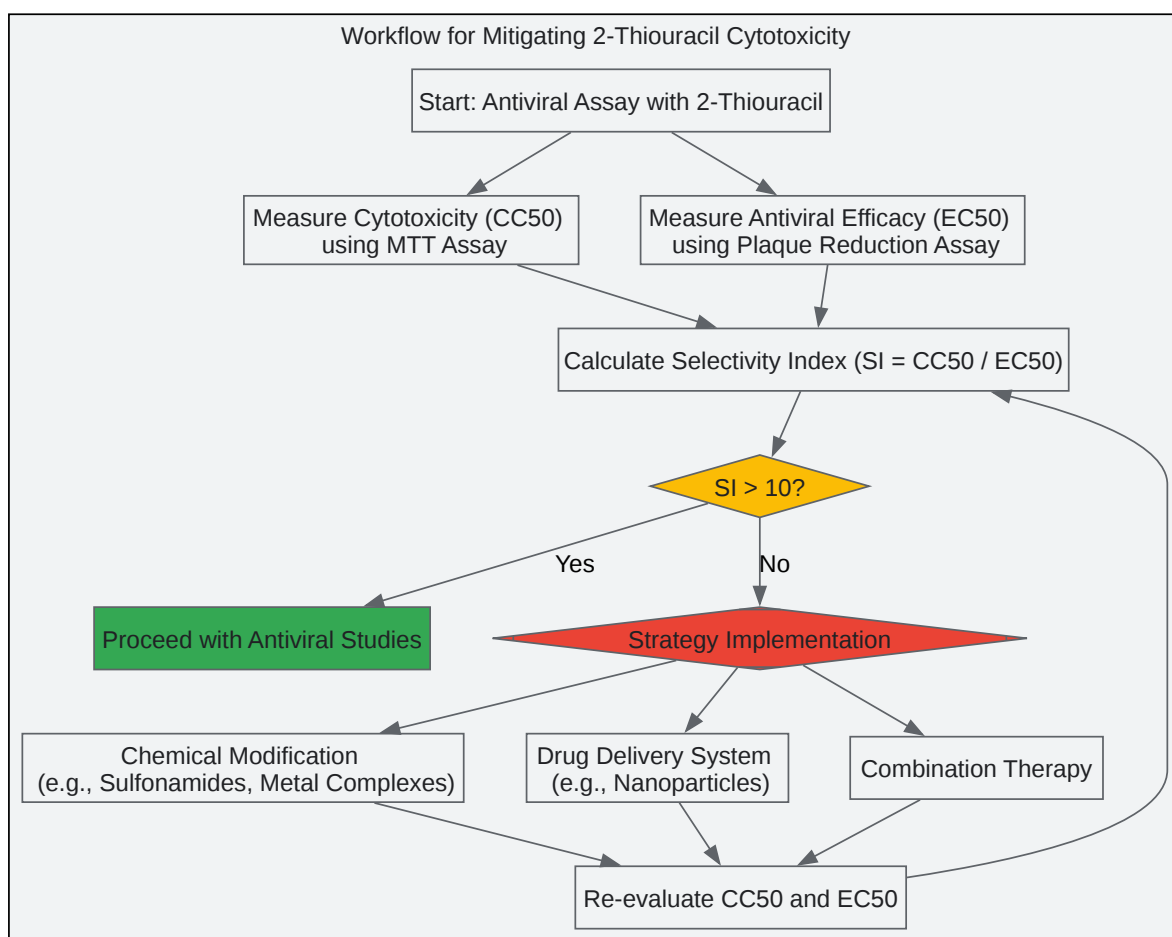 Workflow for Mitigating 2-Thiouracil Cytotoxicity
Start: Antiviral Assay with 2-Thiouracil
Measure Cytotoxicity (CC50)
using MTT Assay
Measure Antiviral Efficacy (EC50)
using Plaque Reduction Assay
Calculate Selectivity Index (SI = CC50 / EC50)
SI > 10?
Yes
No
Proceed with Antiviral Studies
Strategy Implementation
Chemical Modification
(e.g., Sulfonamides, Metal Complexes)
Drug Delivery System
(e.g., Nanoparticles)
Combination Therapy
Re-evaluate CC50 and EC50